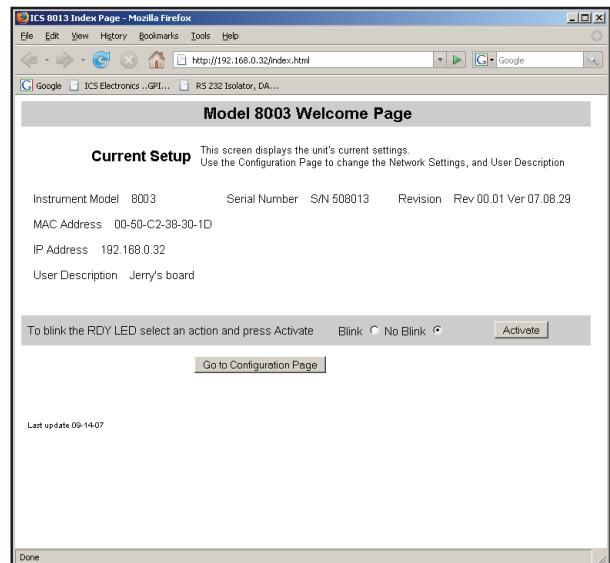 ICS 8013 Index Page - Mozilla Firefox
File Edit View History Bookmarks Tools Help
http://192.168.0.32/index.html
G Google
G Google ICS Electronics ..GPI... RS 232 Isolator, DA...
Model 8003 Welcome Page
Current Setup
This screen displays the unit's current settings.
Use the Configuration Page to change the Network Settings, and User Description
Instrument Model 8003 Serial Number S/N 508013 Revision Rev 00.01 Ver 07.08.29
MAC Address 00-50-C2-38-30-1D
IP Address 192.168.0.32
User Description Jerry's board
To blink the RDY LED select an action and press Activate Blink No Blink Activate
Go to Configuration Page
Last update 09-14-07
Done